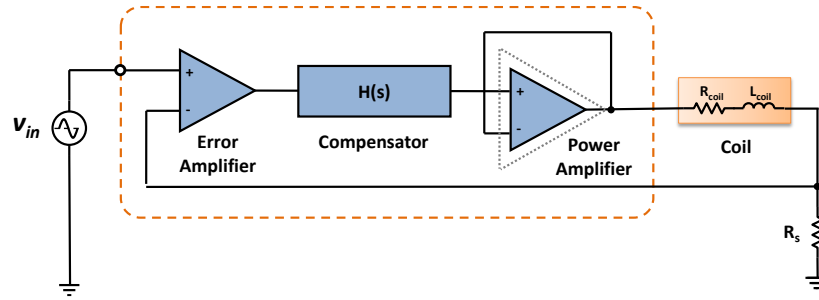 +
-
Error
Amplifier
H(s)
Compensator
+
-
Power
Amplifier
R_coil L_coil
Coil
v_in
R_s